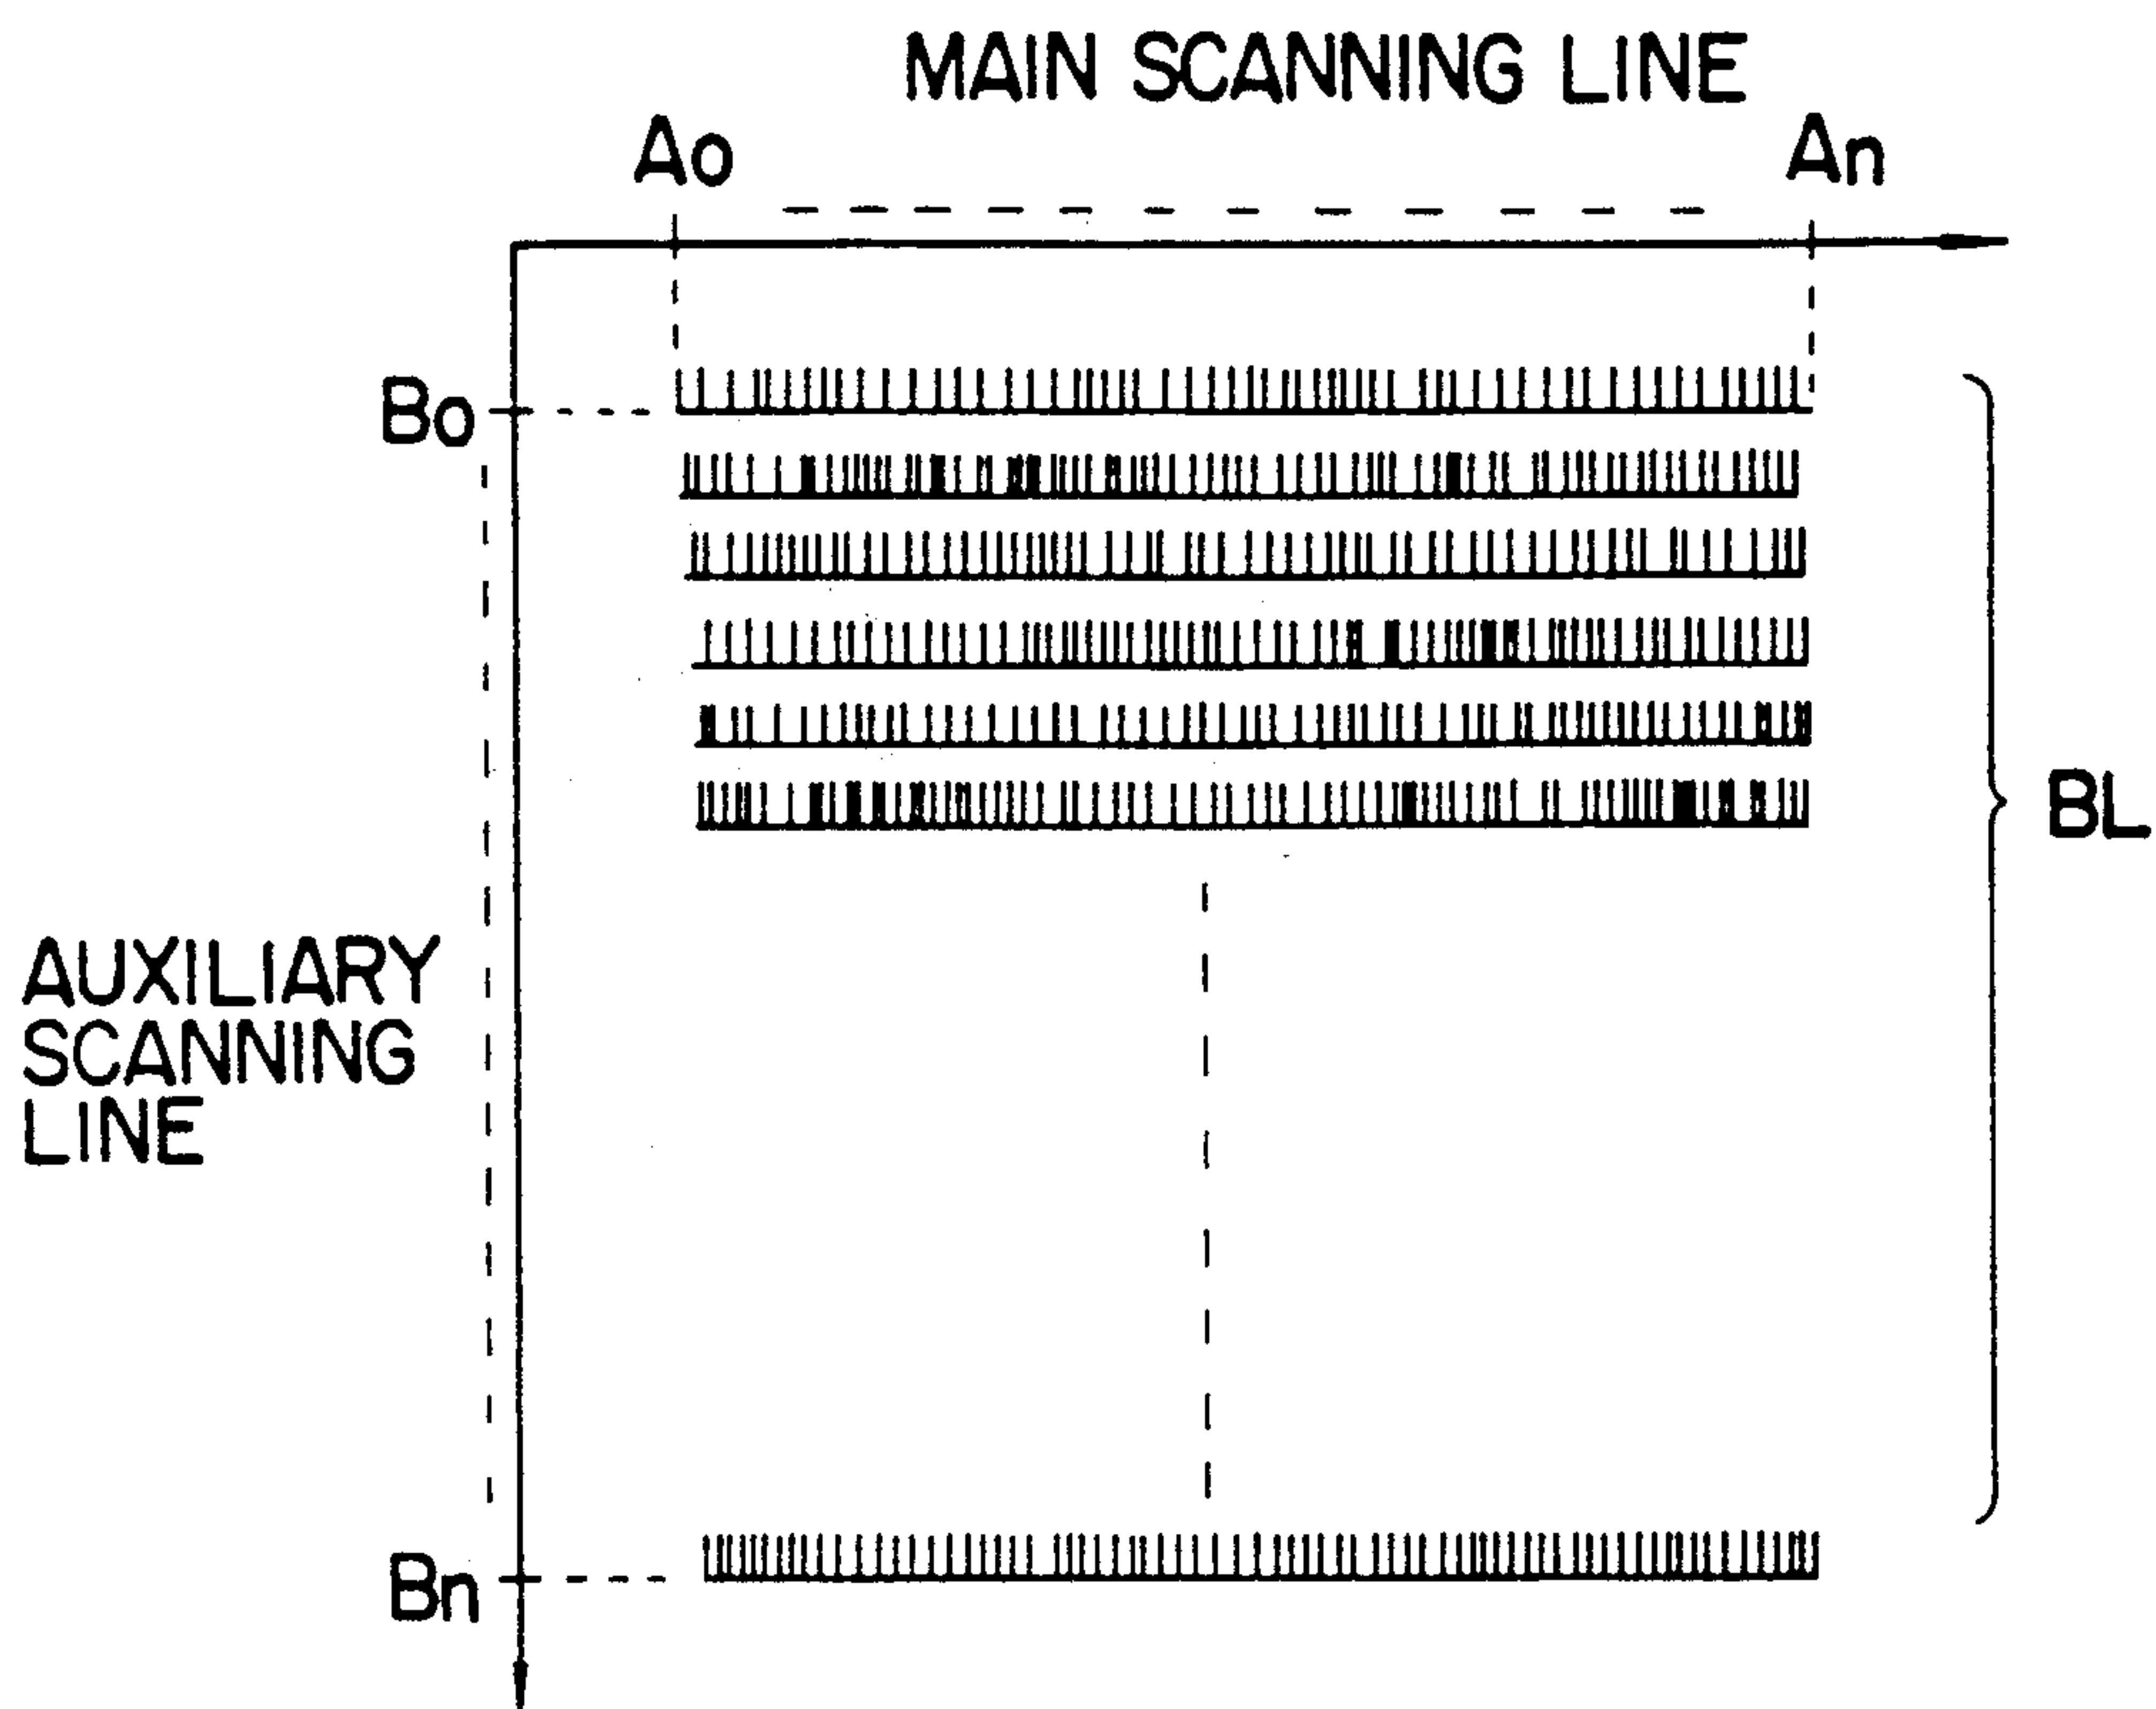 MAIN SCANNING LINE
Ao
An
Bo
BL
AUXILIARY
SCANNING
LINE
Bn